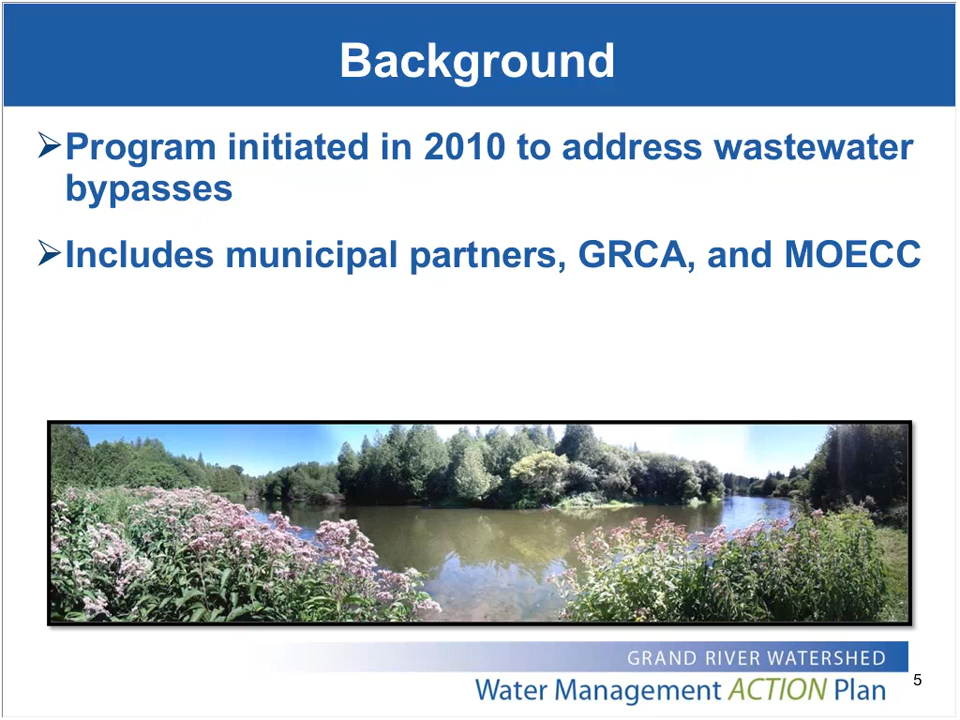 Background
➢Program initiated in 2010 to address wastewater
bypasses
➢Includes municipal partners, GRCA, and MOECC
GRAND RIVER WATERSHED
Water Management ACTION Plan
5